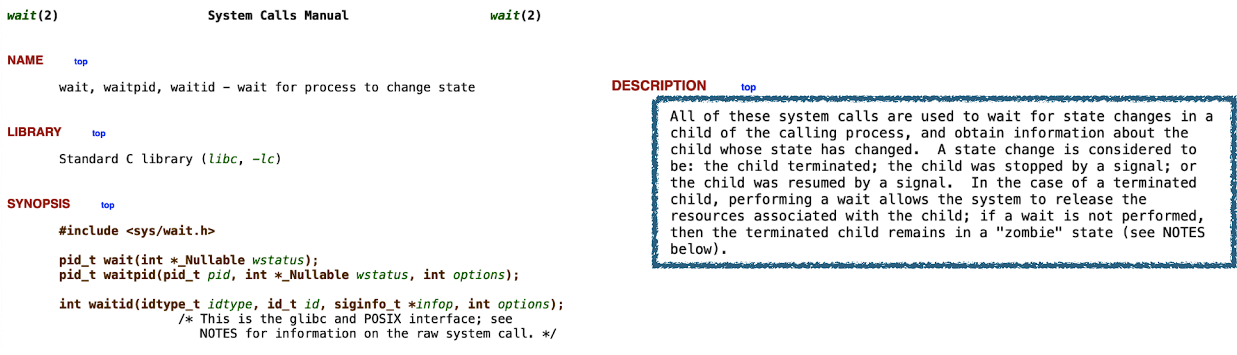 wait(2) System Calls Manual wait(2)
NAME top
wait, waitpid, waitid – wait for process to change state
LIBRARY top
Standard C library (libc, -lc)
SYNOPSIS top
#include <sys/wait.h>
pid_t wait(int *_Nullable wstatus);
pid_t waitpid(pid_t pid, int *_Nullable wstatus, int options);
int waitid(idtype_t idtype, id_t id, siginfo_t *infop, int options);
/* This is the glibc and POSIX interface; see
NOTES for information on the raw system call. */
DESCRIPTION top
All of these system calls are used to wait for state changes in a
child of the calling process, and obtain information about the
child whose state has changed.  A state change is considered to
be: the child terminated; the child was stopped by a signal; or
the child was resumed by a signal.  In the case of a terminated
child, performing a wait allows the system to release the
resources associated with the child; if a wait is not performed,
then the terminated child remains in a "zombie" state (see NOTES
below).